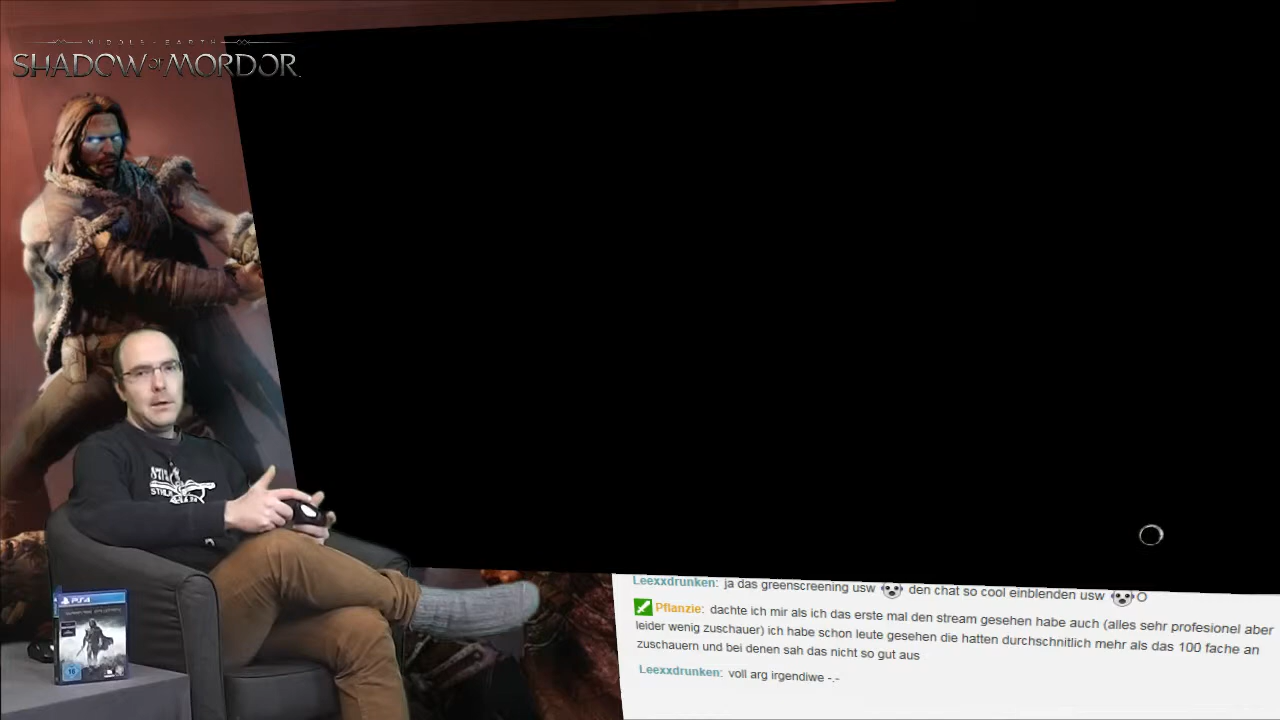 MIDDLE-EARTH
SHADOW OF MORDOR
Leexxdrunken: ja das greenscreening usw den chat so cool einblenden usw
Pflanzie: dachte ich mir als ich das erste mal den stream gesehen habe auch (alles sehr profesionel aber
leider wenig zuschauer) ich habe schon leute gesehen die hatten durchschnitlich mehr als das 100 fache an
zuschauern und bei denen sah das nicht so gut aus
Leexxdrunken: voll arg irgendiwe -.-
PS4